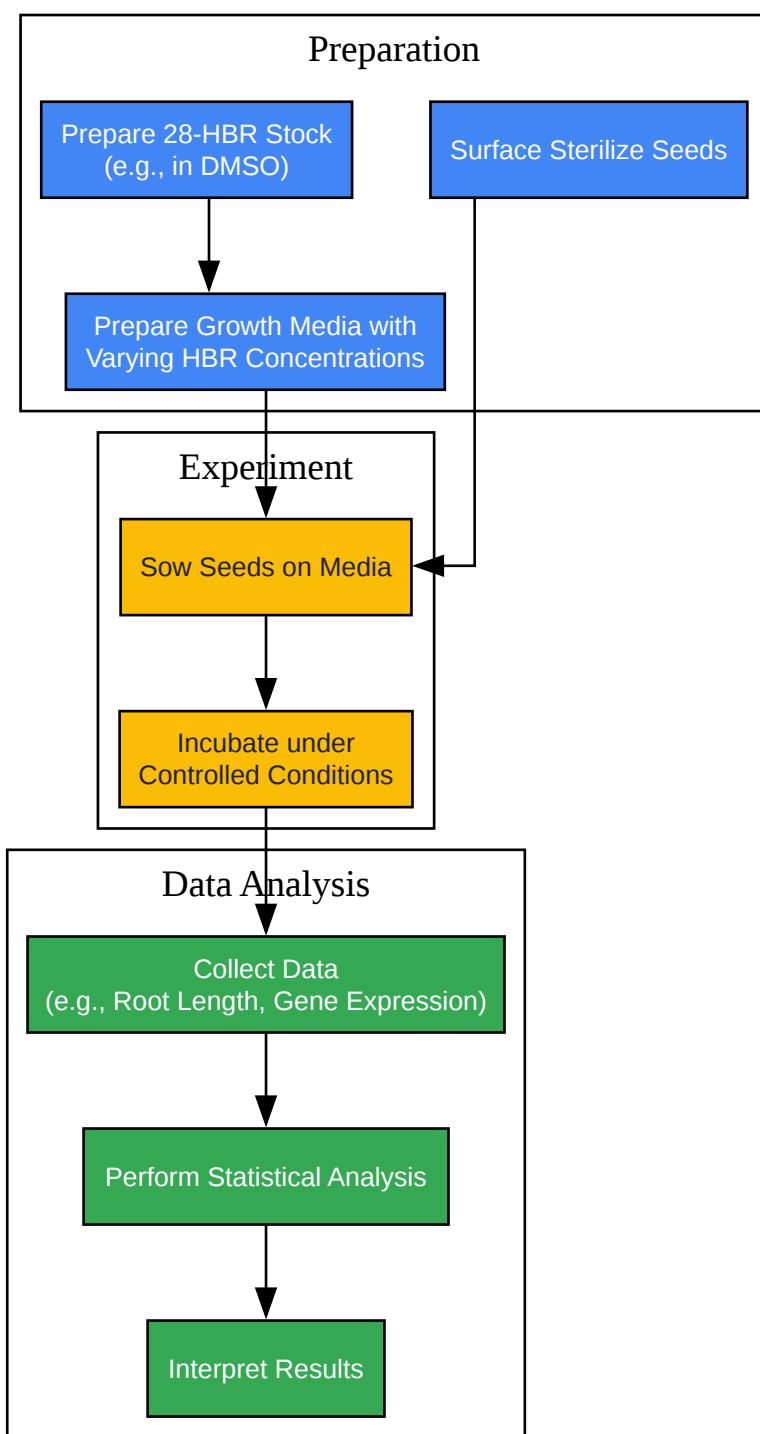 Preparation
Prepare 28-HBR Stock
(e.g., in DMSO)
Surface Sterilize Seeds
Prepare Growth Media with
Varying HBR Concentrations
Experiment
Sow Seeds on Media
Incubate under
Controlled Conditions
Data Analysis
Collect Data
(e.g., Root Length, Gene Expression)
Perform Statistical Analysis
Interpret Results